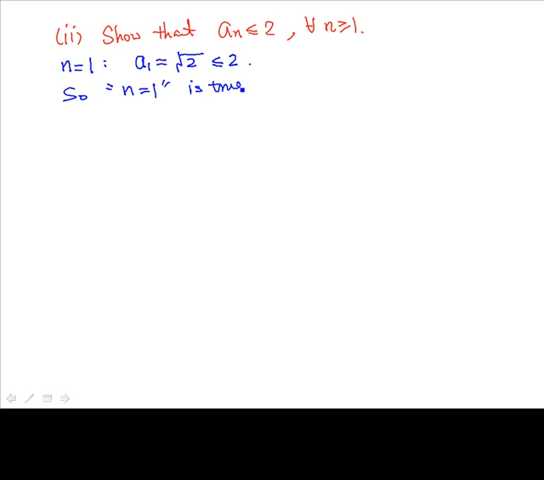 (ii) Show that aₙ ≤ 2 , ∀ n ≥ 1.
n=1 : a₁ = √2 ≤ 2 .
So "n=1" is true.